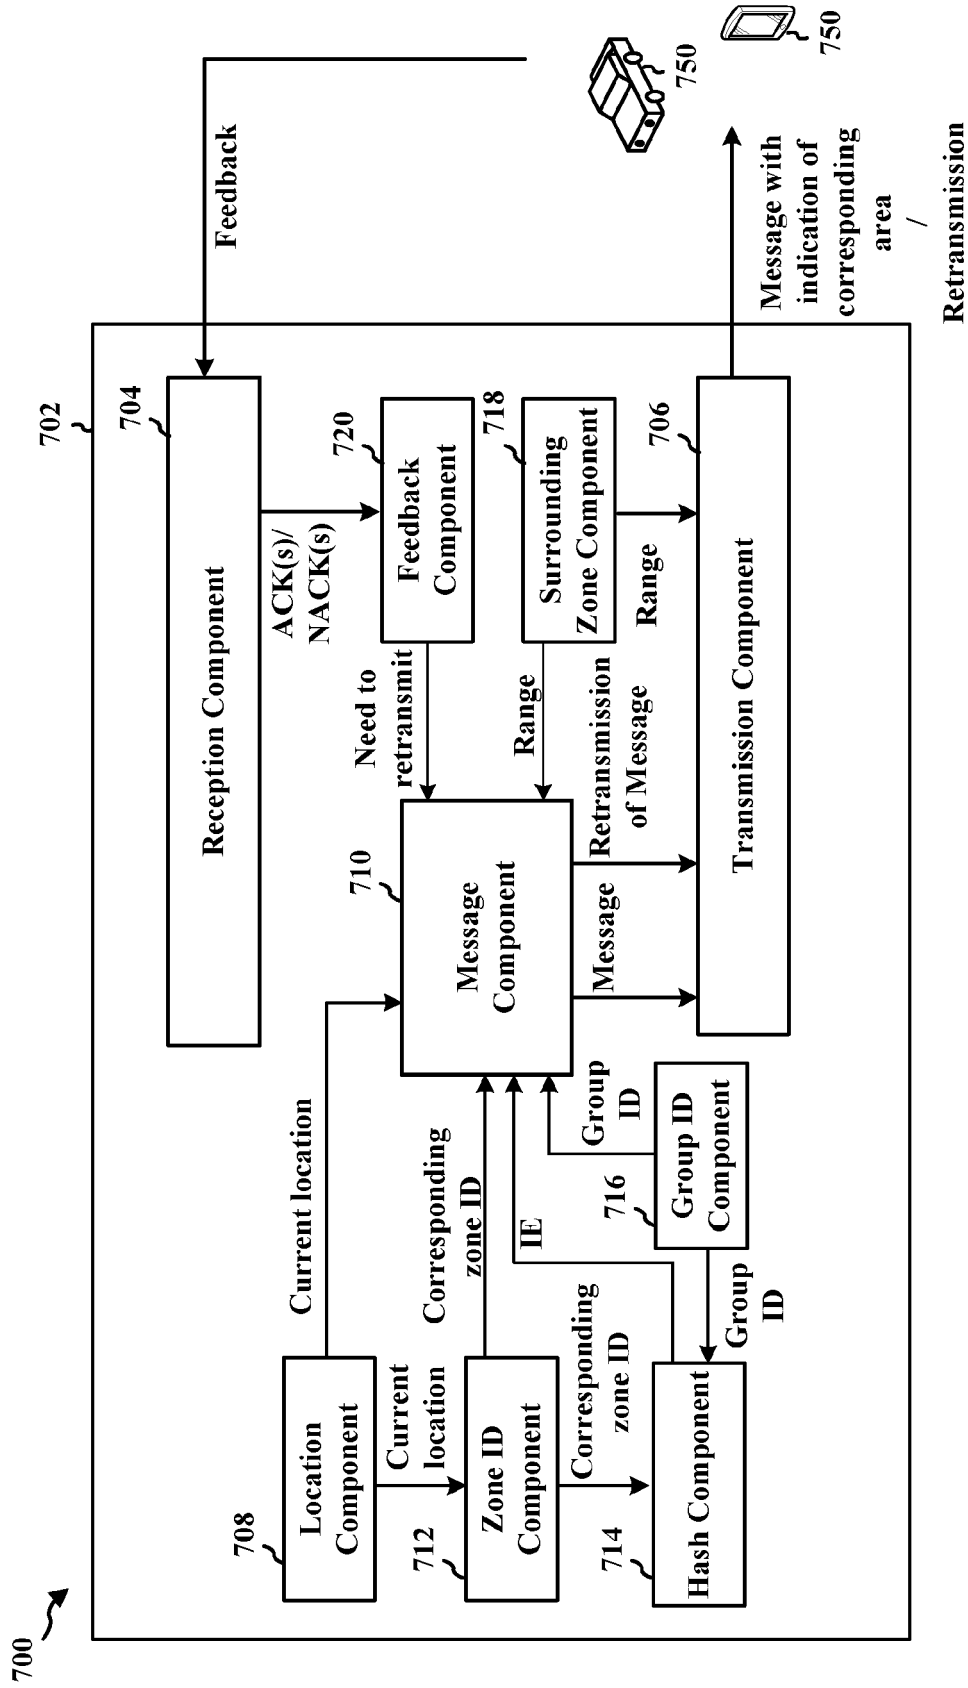 700
702
704
Reception Component
Feedback
ACK(s)/
NACK(s)
720
Feedback
Component
Need to
retransmit
718
Surrounding
Zone Component
Range
Range
710
Message
Component
Retransmission
of Message
Message
706
Transmission Component
708
Location
Component
Current location
Current
location
712
Zone ID
Component
Corresponding
zone ID
Corresponding
zone ID
IE
714
Hash Component
716
Group ID
Component
Group
ID
Group
ID
750
750
Message with
indication of
corresponding
area
/
Retransmission